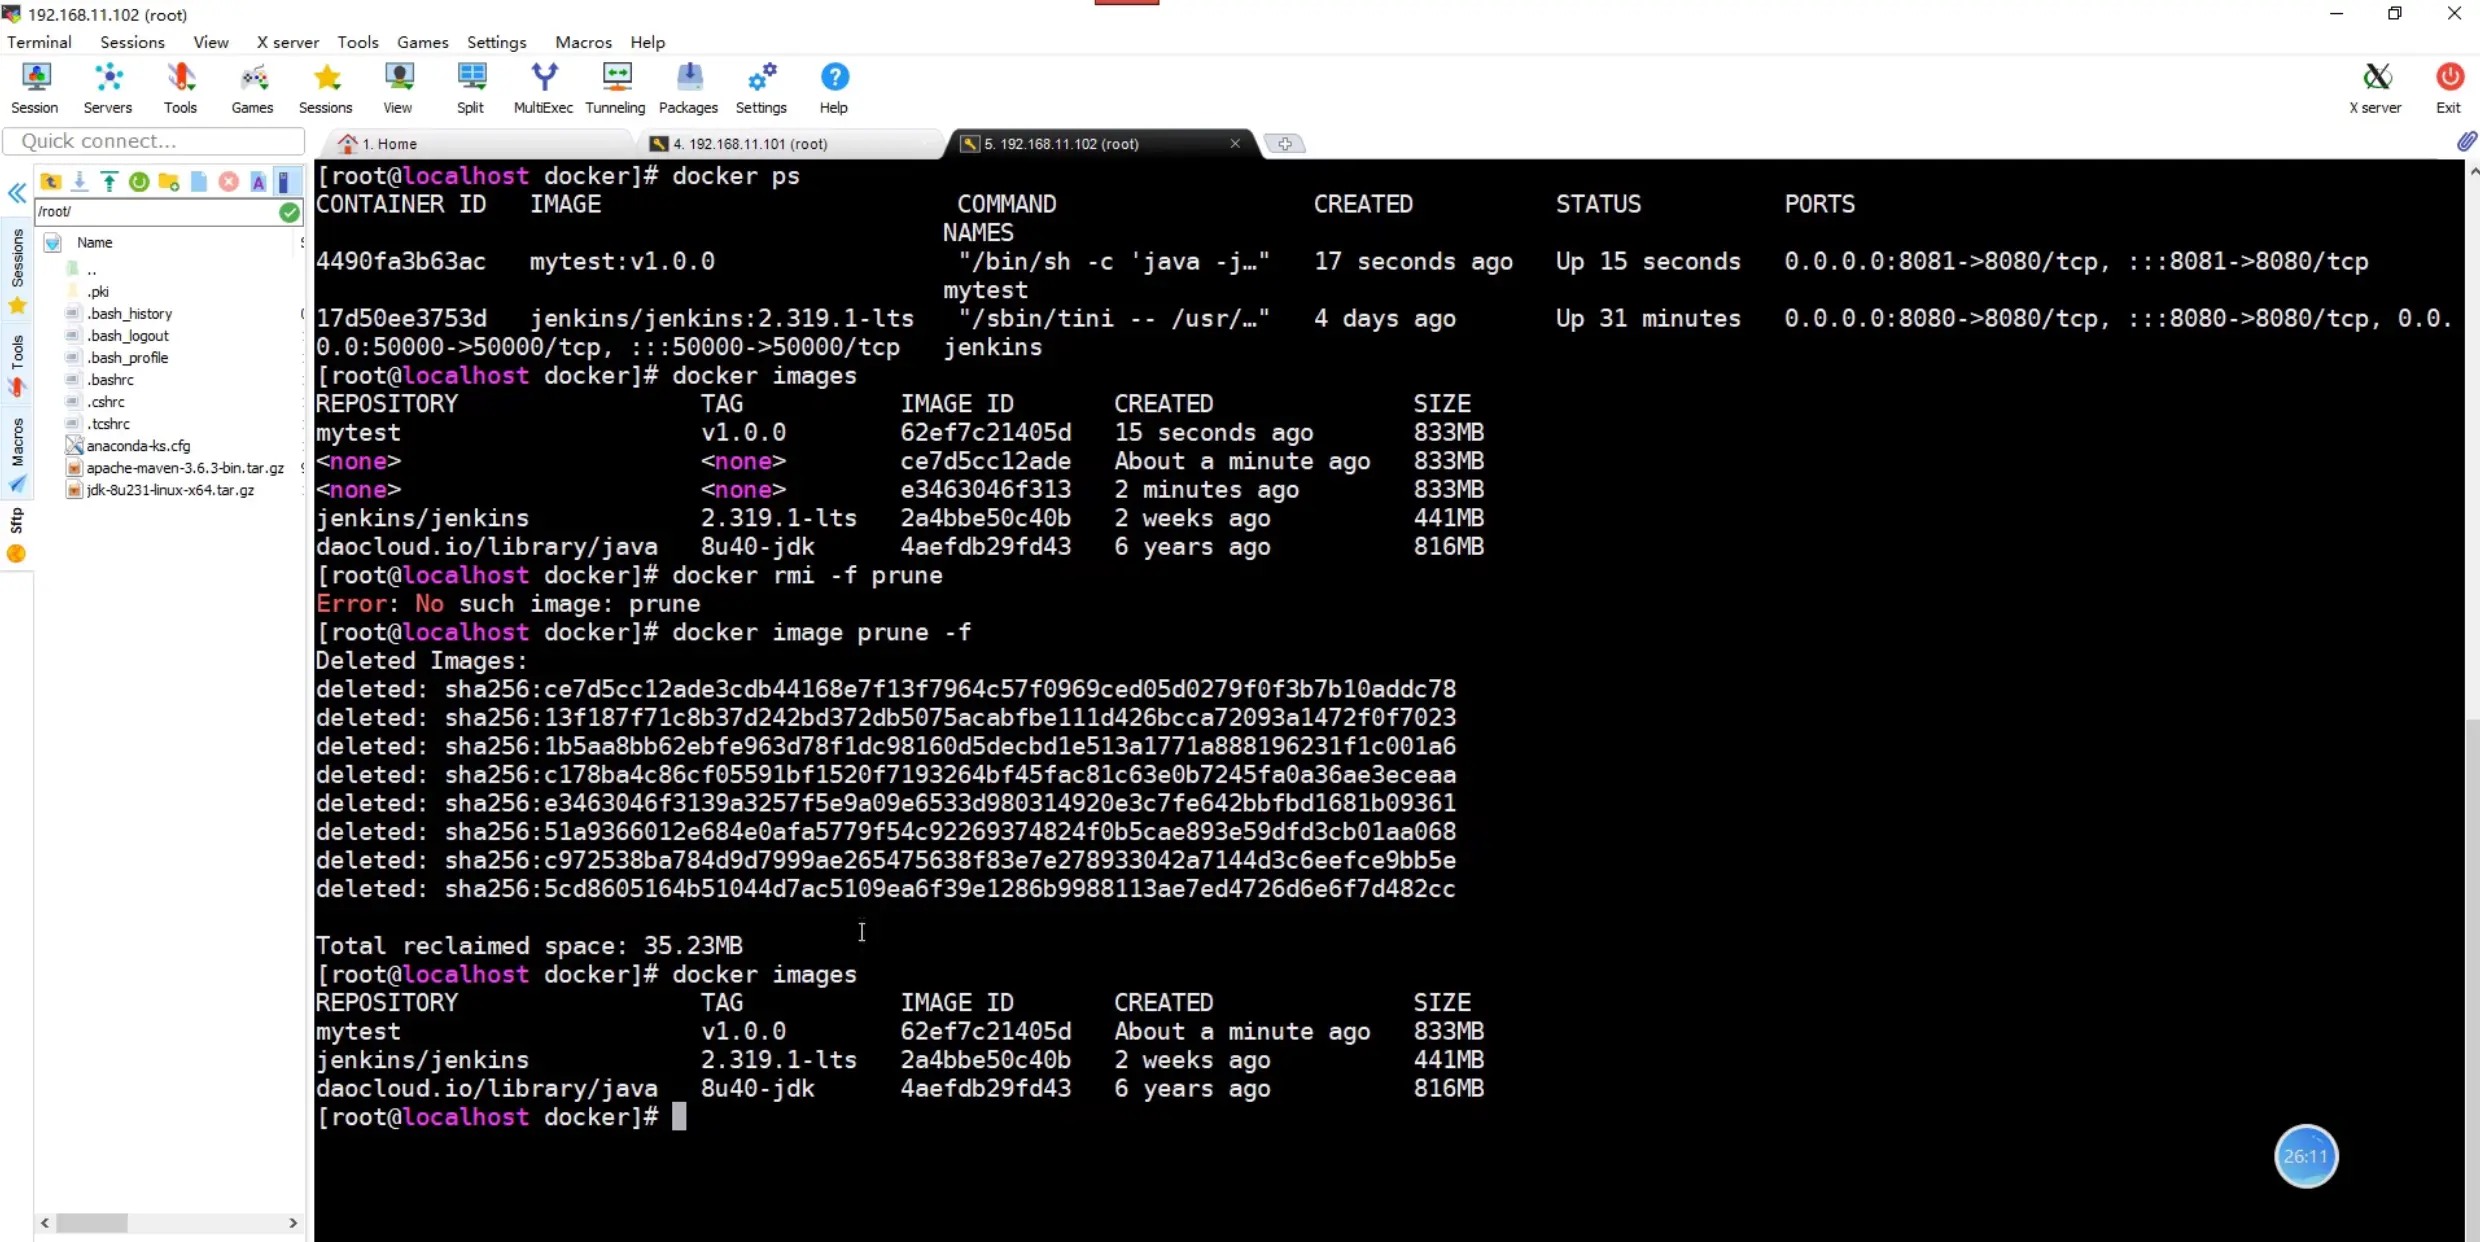 192.168.11.102 (root)
Terminal Sessions View X server Tools Games Settings Macros Help
Session Servers Tools Games Sessions View Split MultiExec Tunneling Packages Settings Help X server Exit
Quick connect...
1. Home
4. 192.168.11.101 (root)
5. 192.168.11.102 (root)
/root/
Name
..
.pki
.bash_history
.bash_logout
.bash_profile
.bashrc
.cshrc
.tcshrc
anaconda-ks.cfg
apache-maven-3.6.3-bin.tar.gz
jdk-8u231-linux-x64.tar.gz
Sessions
Tools
Macros
Sftp
[root@localhost docker]# docker ps
CONTAINER ID IMAGE COMMAND CREATED STATUS PORTS
NAMES
4490fa3b63ac mytest:v1.0.0 "/bin/sh -c 'java -j…" 17 seconds ago Up 15 seconds 0.0.0.0:8081->8080/tcp, :::8081->8080/tcp
mytest
17d50ee3753d jenkins/jenkins:2.319.1-lts "/sbin/tini -- /usr/…" 4 days ago Up 31 minutes 0.0.0.0:8080->8080/tcp, :::8080->8080/tcp, 0.0.
0.0:50000->50000/tcp, :::50000->50000/tcp jenkins
[root@localhost docker]# docker images
REPOSITORY TAG IMAGE ID CREATED SIZE
mytest v1.0.0 62ef7c21405d 15 seconds ago 833MB
<none> <none> ce7d5cc12ade About a minute ago 833MB
<none> <none> e3463046f313 2 minutes ago 833MB
jenkins/jenkins 2.319.1-lts 2a4bbe50c40b 2 weeks ago 441MB
daocloud.io/library/java 8u40-jdk 4aefdb29fd43 6 years ago 816MB
[root@localhost docker]# docker rmi -f prune
Error: No such image: prune
[root@localhost docker]# docker image prune -f
Deleted Images:
deleted: sha256:ce7d5cc12ade3cdb44168e7f13f7964c57f0969ced05d0279f0f3b7b10addc78
deleted: sha256:13f187f71c8b37d242bd372db5075acabfbe111d426bcca72093a1472f0f7023
deleted: sha256:1b5aa8bb62ebfe963d78f1dc98160d5decbd1e513a1771a888196231f1c001a6
deleted: sha256:c178ba4c86cf05591bf1520f7193264bf45fac81c63e0b7245fa0a36ae3eceaa
deleted: sha256:e3463046f3139a3257f5e9a09e6533d980314920e3c7fe642bbfbd1681b09361
deleted: sha256:51a9366012e684e0afa5779f54c92269374824f0b5cae893e59dfd3cb01aa068
deleted: sha256:c972538ba784d9d7999ae265475638f83e7e278933042a7144d3c6eefce9bb5e
deleted: sha256:5cd8605164b51044d7ac5109ea6f39e1286b9988113ae7ed4726d6e6f7d482cc
Total reclaimed space: 35.23MB
[root@localhost docker]# docker images
REPOSITORY TAG IMAGE ID CREATED SIZE
mytest v1.0.0 62ef7c21405d About a minute ago 833MB
jenkins/jenkins 2.319.1-lts 2a4bbe50c40b 2 weeks ago 441MB
daocloud.io/library/java 8u40-jdk 4aefdb29fd43 6 years ago 816MB
[root@localhost docker]#
26:11